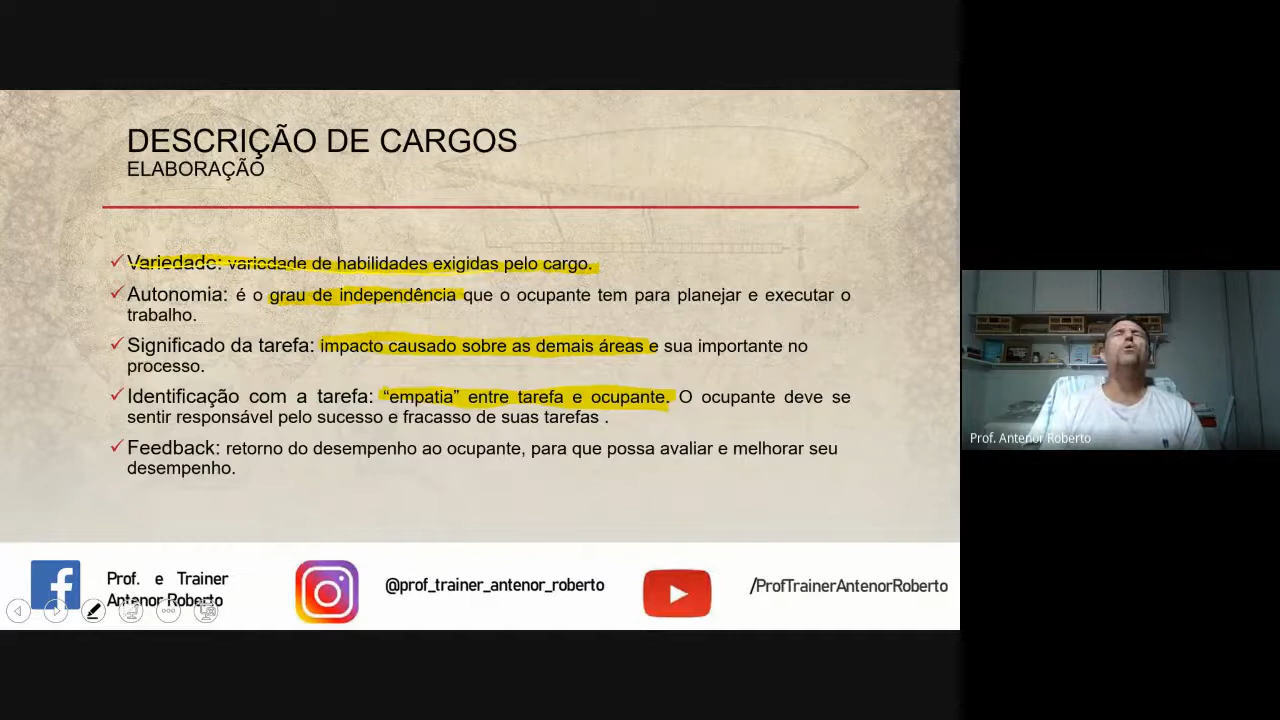 DESCRIÇÃO DE CARGOS
ELABORAÇÃO
Variedade: variedade de habilidades exigidas pelo cargo.
Autonomia: é o grau de independência que o ocupante tem para planejar e executar o
trabalho.
Significado da tarefa: impacto causado sobre as demais áreas e sua importante no
processo.
Identificação com a tarefa: “empatia” entre tarefa e ocupante. O ocupante deve se
sentir responsável pelo sucesso e fracasso de suas tarefas .
Feedback: retorno do desempenho ao ocupante, para que possa avaliar e melhorar seu
desempenho.
Prof. e Trainer
Antenor Roberto
@prof_trainer_antenor_roberto
/ProfTrainerAntenorRoberto
Prof. Antenor Roberto